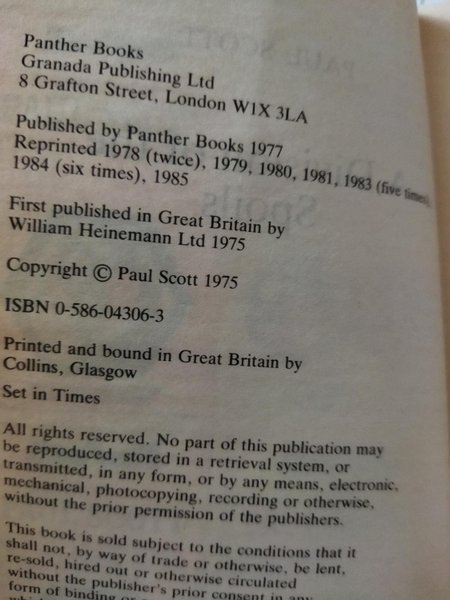 Panther Books
Granada Publishing Ltd
8 Grafton Street, London W1X 3LA
Published by Panther Books 1977
Reprinted 1978 (twice), 1979, 1980, 1981, 1983 (five times),
1984 (six times), 1985
First published in Great Britain by
William Heinemann Ltd 1975
Copyright © Paul Scott 1975
ISBN 0-586-04306-3
Printed and bound in Great Britain by
Collins, Glasgow
Set in Times
All rights reserved. No part of this publication may
be reproduced, stored in a retrieval system, or
transmitted, in any form, or by any means, electronic,
mechanical, photocopying, recording or otherwise,
without the prior permission of the publishers.
This book is sold subject to the conditions that it
shall not, by way of trade or otherwise, be lent,
re-sold, hired out or otherwise circulated
without the publisher's prior consent in any
form of binding or